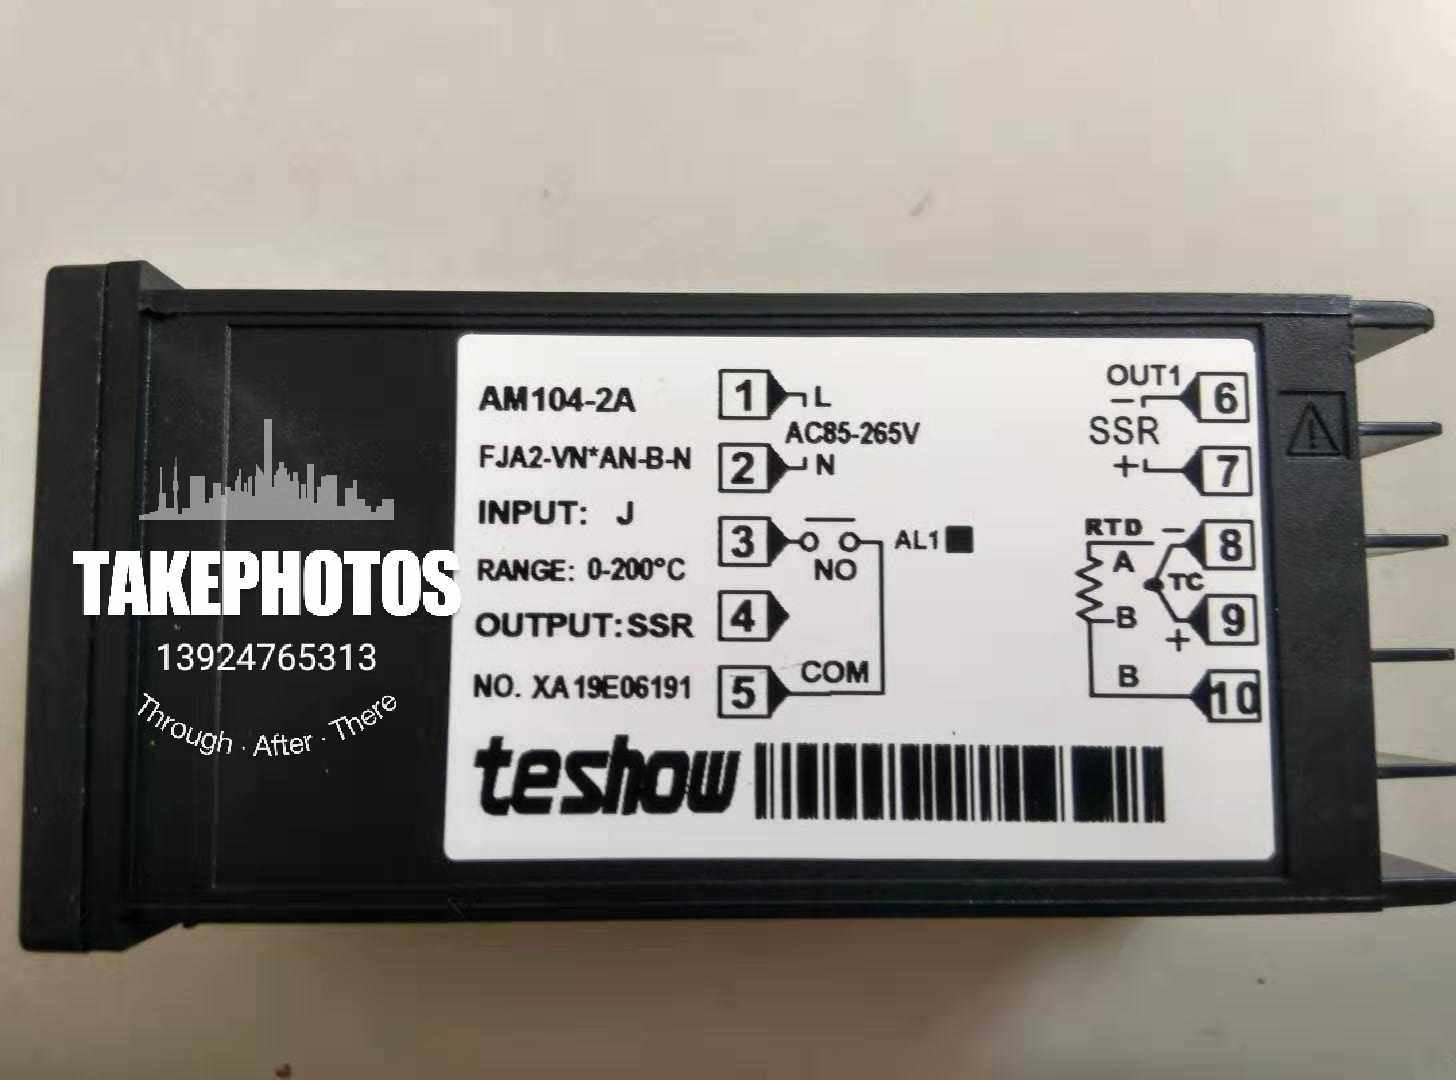 AM104-2A
FJA2-VN*AN-B-N
INPUT: J
RANGE: 0-200°C
OUTPUT:SSR
NO. XA19E06191
teshow
1 L
AC85-265V
2 N
3 NO AL1
4
5 COM
OUT1
- 6
SSR
+ 7
RTD - 8
A
TC
B + 9
B 10
TAKEPHOTOS
13924765313
Through · After · There